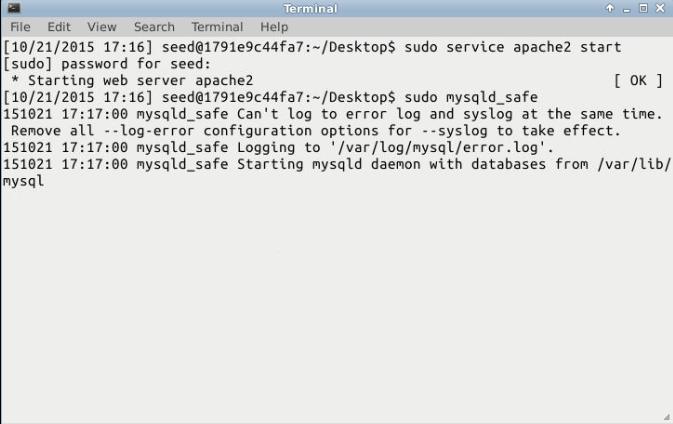 Terminal
File Edit View Search Terminal Help
[10/21/2015 17:16] seed@1791e9c44fa7:~/Desktop$ sudo service apache2 start
[sudo] password for seed:
 * Starting web server apache2 [ OK ]
[10/21/2015 17:16] seed@1791e9c44fa7:~/Desktop$ sudo mysqld_safe
151021 17:17:00 mysqld_safe Can't log to error log and syslog at the same time.
 Remove all --log-error configuration options for --syslog to take effect.
151021 17:17:00 mysqld_safe Logging to '/var/log/mysql/error.log'.
151021 17:17:00 mysqld_safe Starting mysqld daemon with databases from /var/lib/
mysql